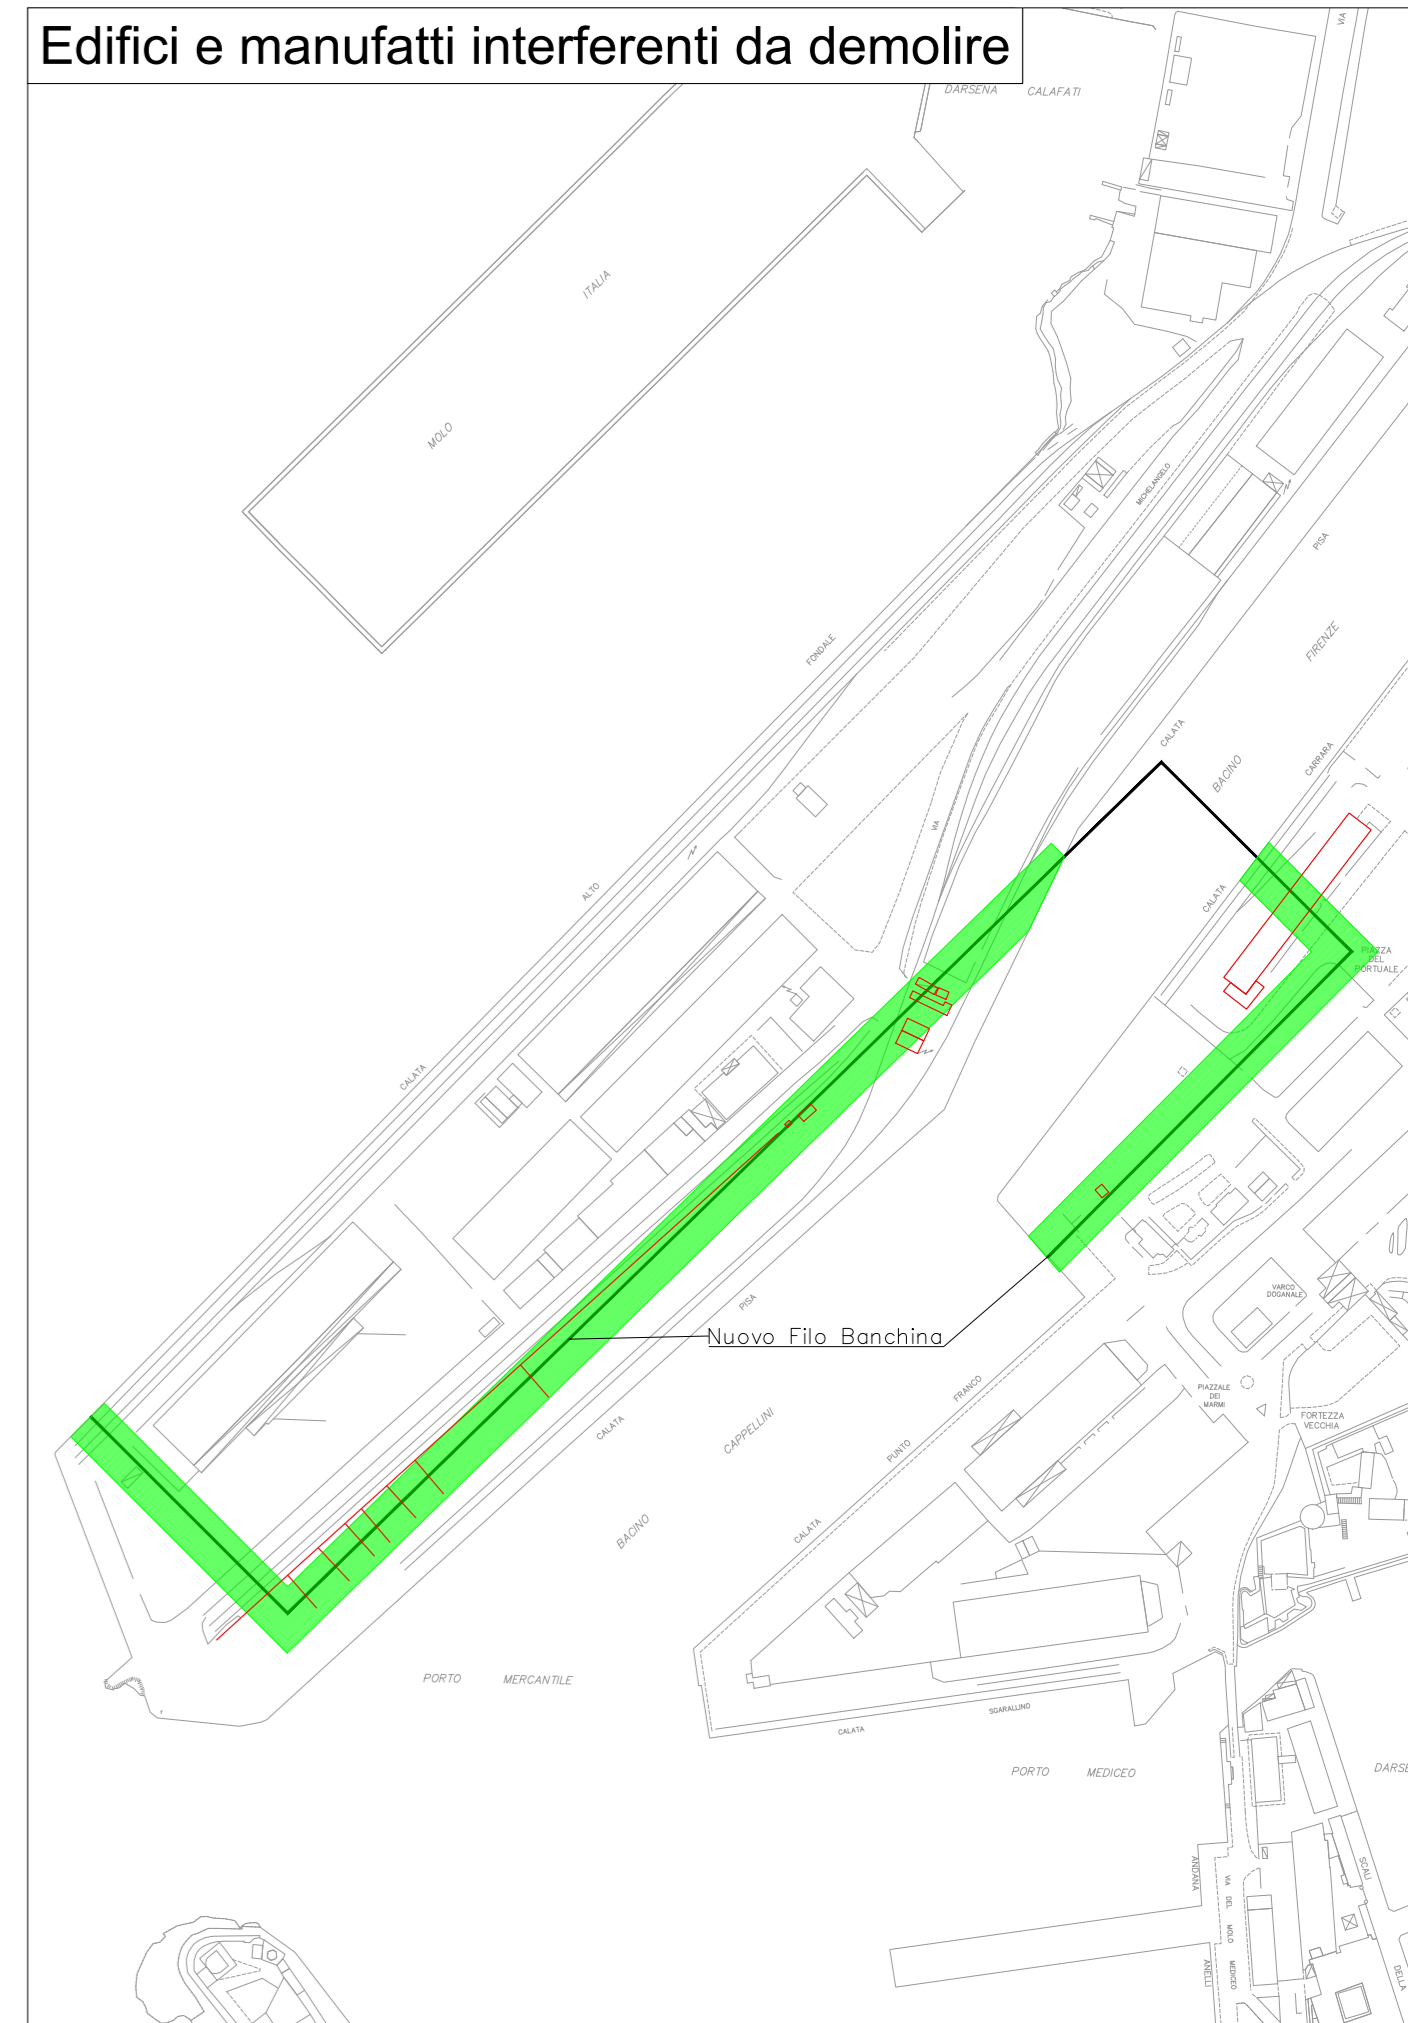 Edifici e manufatti interferenti da demolire
VIA
DARSENA CALAFATI
ITALIA
MOLO
MICHELANGELO
PISA
FONDALE
FIRENZE
CALATA
BACINO
CARRARA
VIA
ALTO
CALATA
PIAZZA
DEL
PORTUALE
CALATA
VARCO
DOGANALE
PISA
Nuovo Filo Banchina
FRANCO
PIAZZALE
DEI
MARMI
FORTEZZA
VECCHIA
CALATA
CAPPELLINI
PUNTO
BACINO
CALATA
PORTO MERCANTILE
SGARALLINO
CALATA
PORTO MEDICEO
DARSE
ANDANA
ANELLI
VIA DEL MOLO MEDICEO
SCALI
DELLA